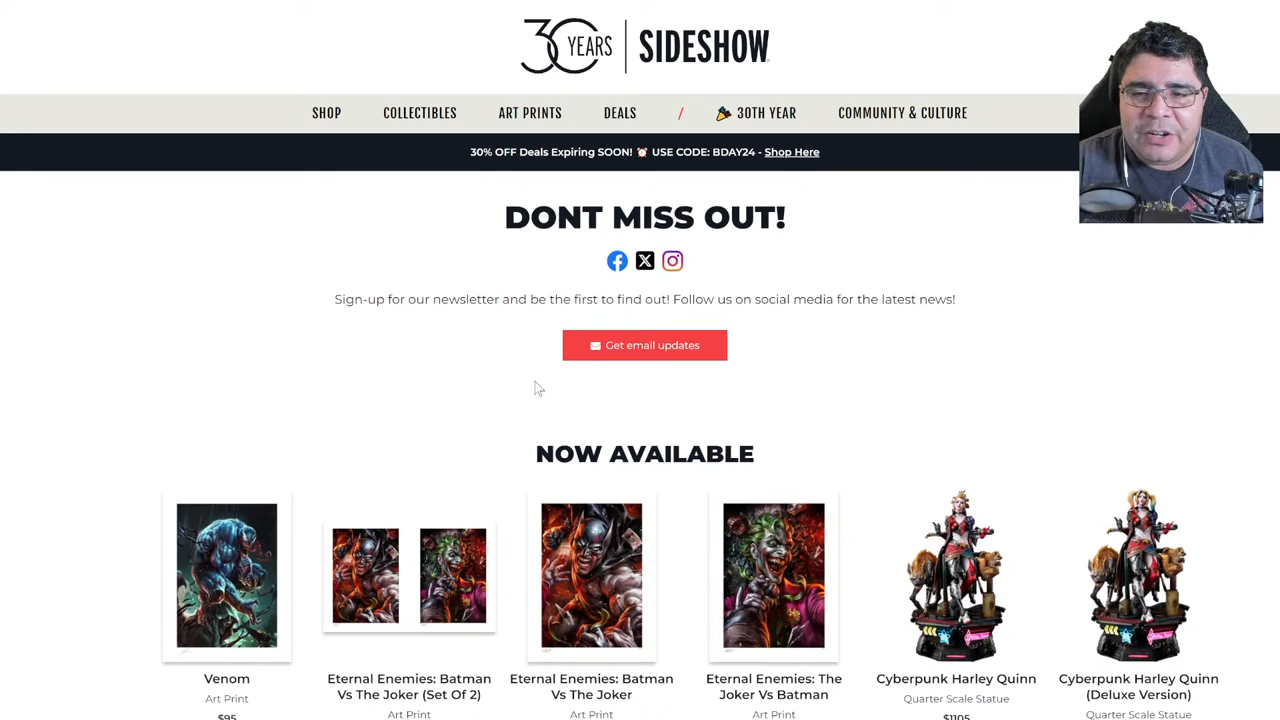 30 YEARS | SIDESHOW
SHOP COLLECTIBLES ART PRINTS DEALS / 30TH YEAR COMMUNITY & CULTURE
30% OFF Deals Expiring SOON! ⏰ USE CODE: BDAY24 - Shop Here
DONT MISS OUT!
Sign-up for our newsletter and be the first to find out! Follow us on social media for the latest news!
Get email updates
NOW AVAILABLE
Venom
Art Print
$95
Eternal Enemies: Batman
Vs The Joker (Set Of 2)
Art Print
Eternal Enemies: Batman
Vs The Joker
Art Print
Eternal Enemies: The
Joker Vs Batman
Art Print
Cyberpunk Harley Quinn
Quarter Scale Statue
$1105
Cyberpunk Harley Quinn
(Deluxe Version)
Quarter Scale Statue